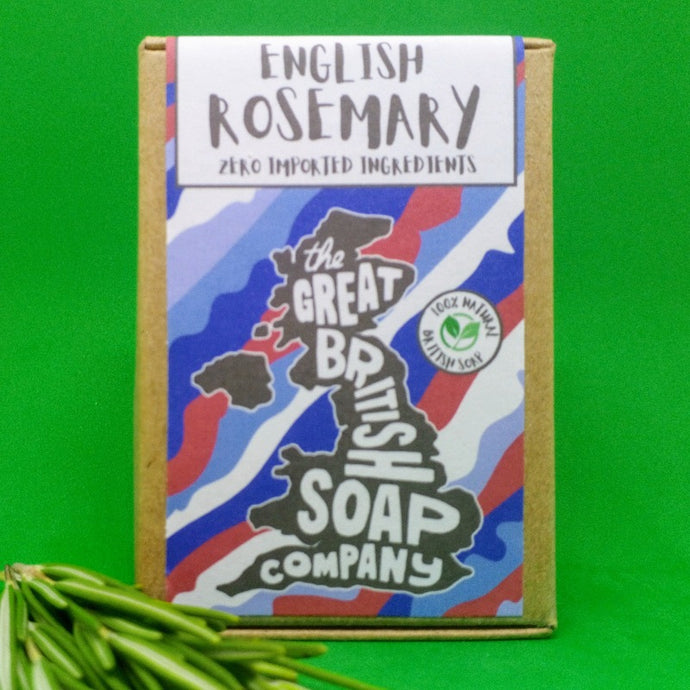 ENGLISH
ROSEMARY
ZERO IMPORTED INGREDIENTS
the
GREAT
BRITISH
SOAP
COMPANY
100% NATURAL
BRITISH SOAP